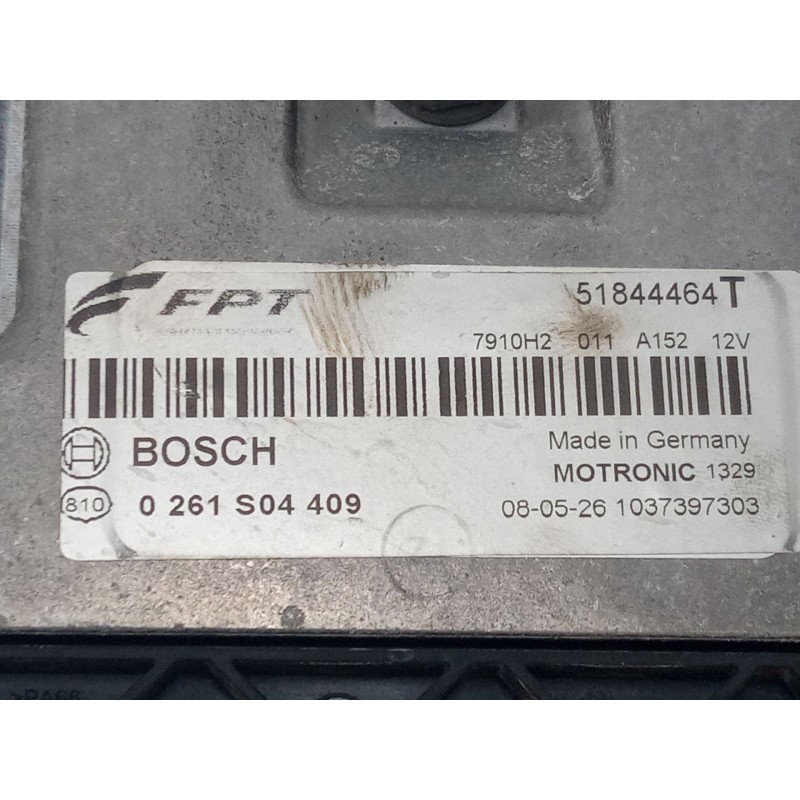 FPT
51844464T
7910H2 011 A152 12V
BOSCH
Made in Germany
MOTRONIC 1329
810
0 261 S04 409
08-05-26 1037397303
>PA66